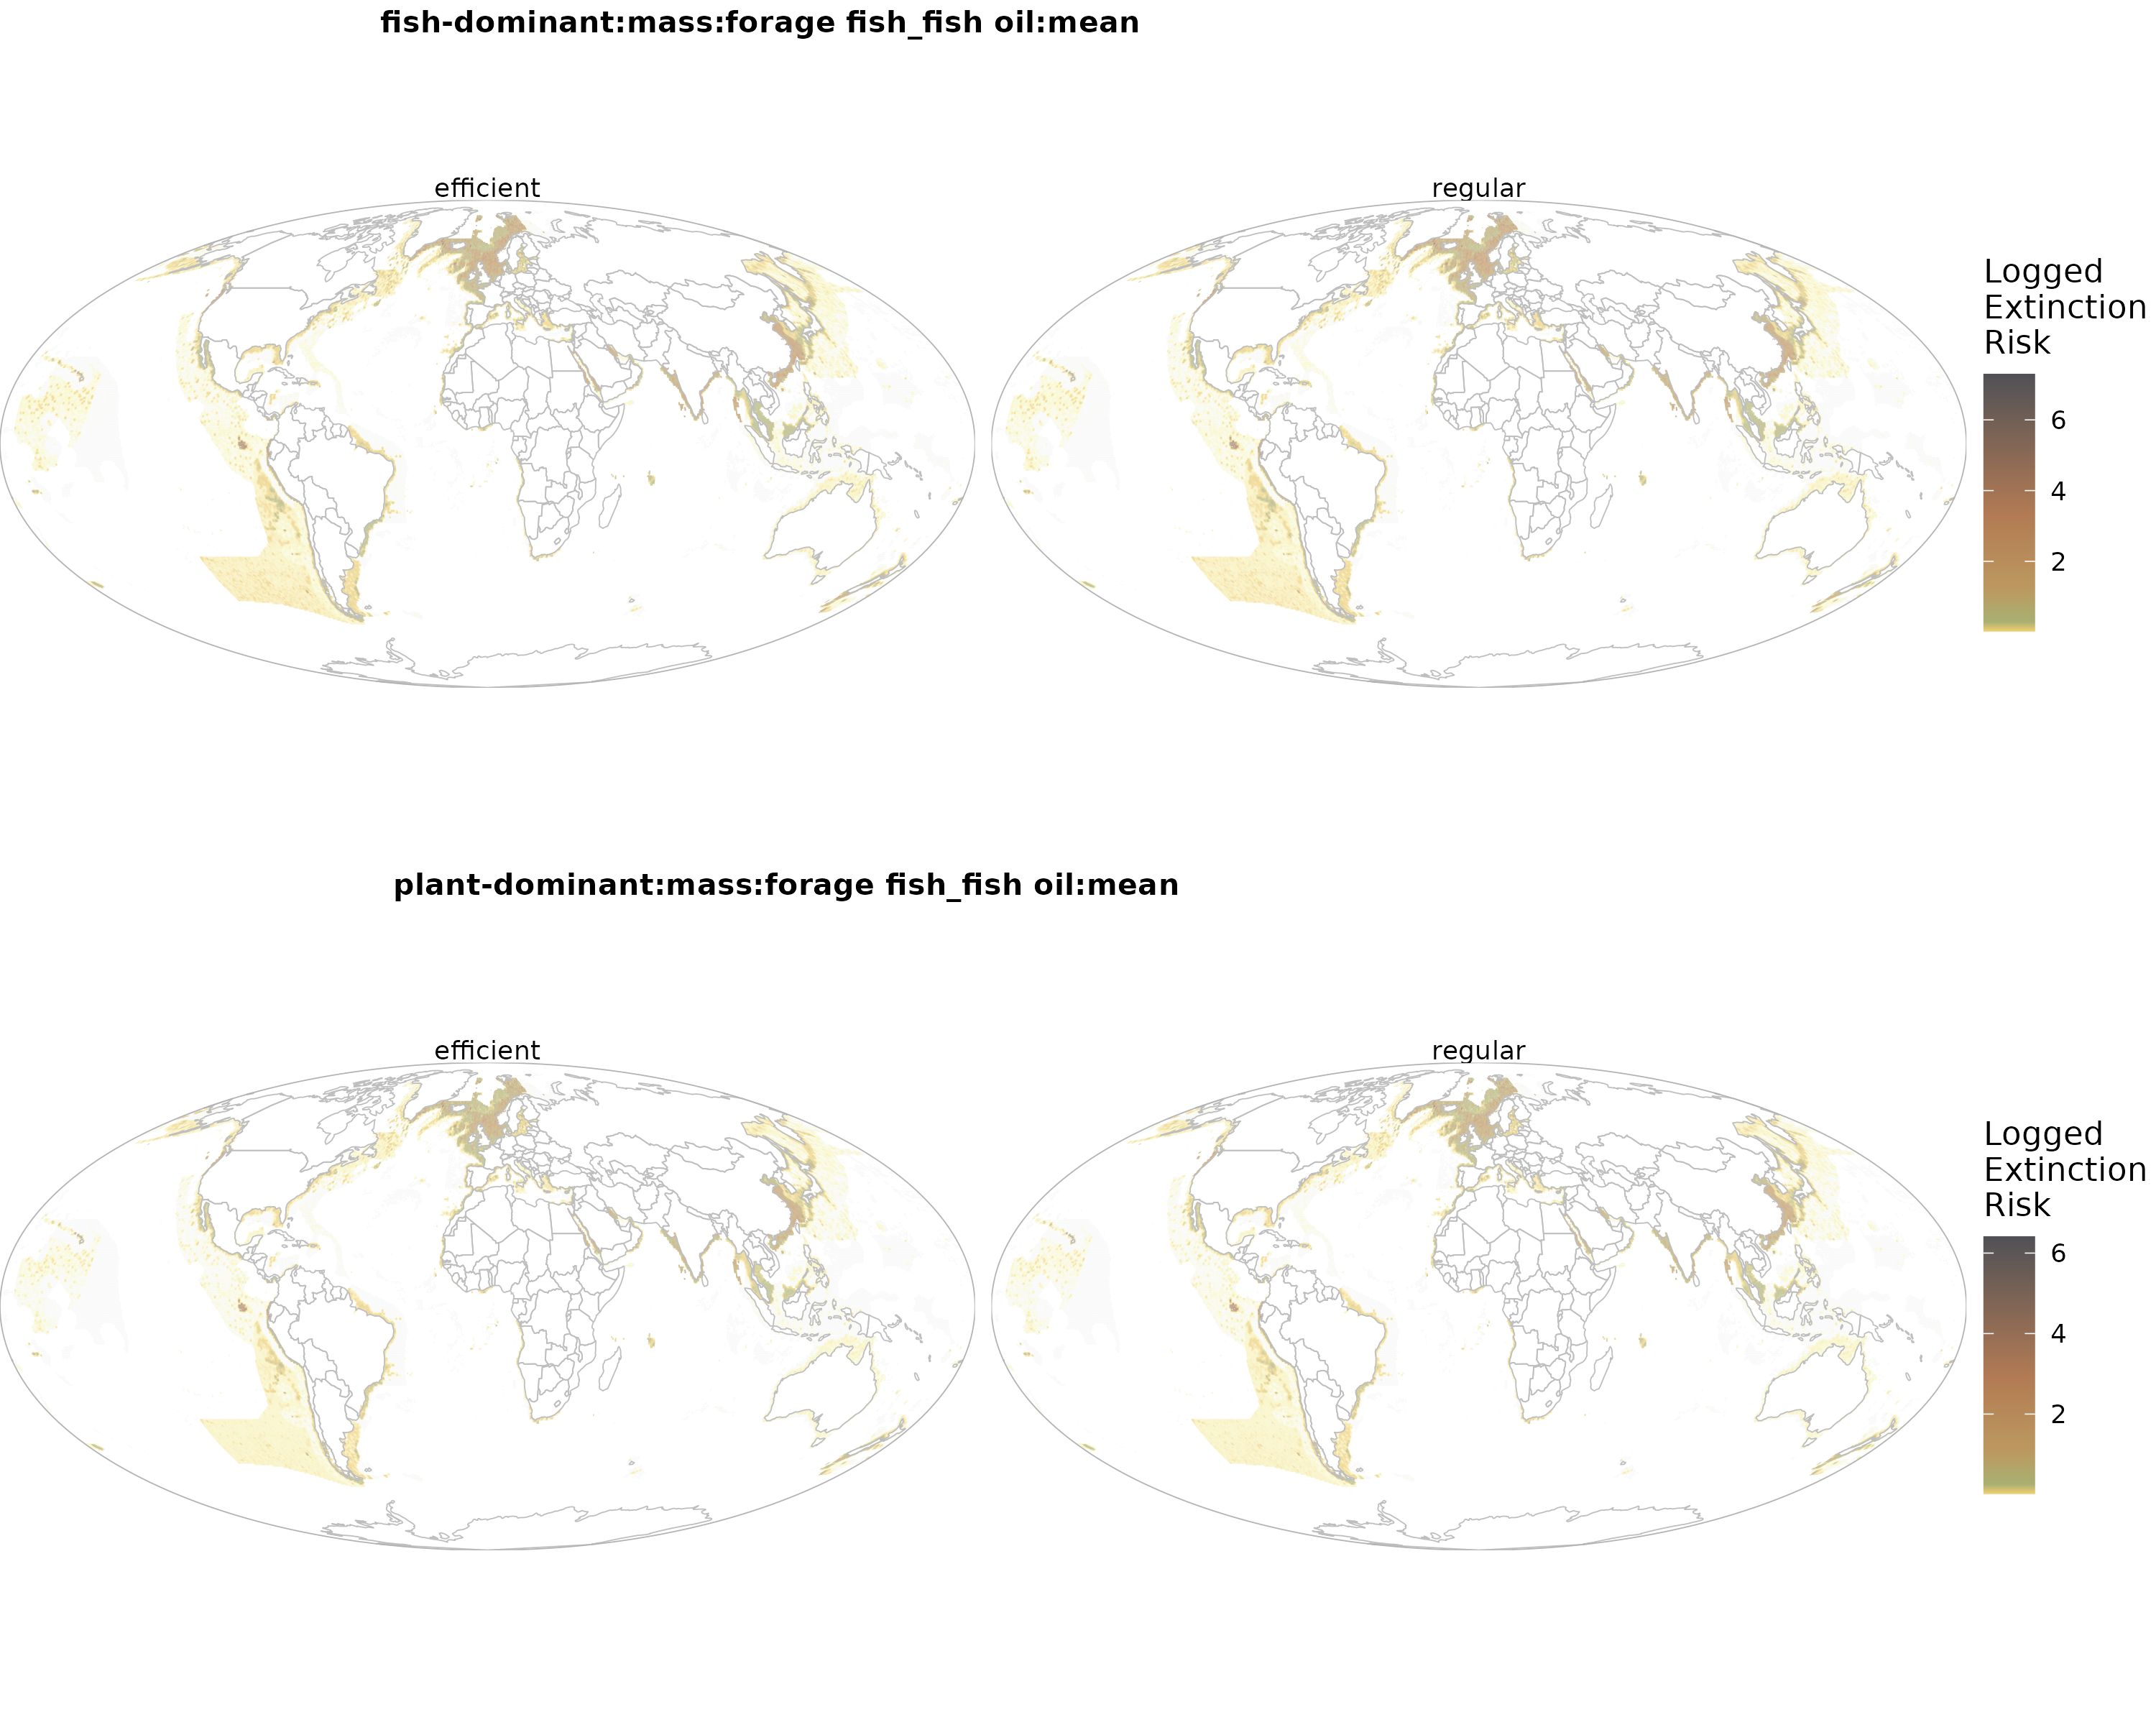 fish-dominant:mass:forage fish_fish oil:mean
efficient
regular
Logged
Extinction
Risk
6
4
2
plant-dominant:mass:forage fish_fish oil:mean
efficient
regular
Logged
Extinction
Risk
6
4
2